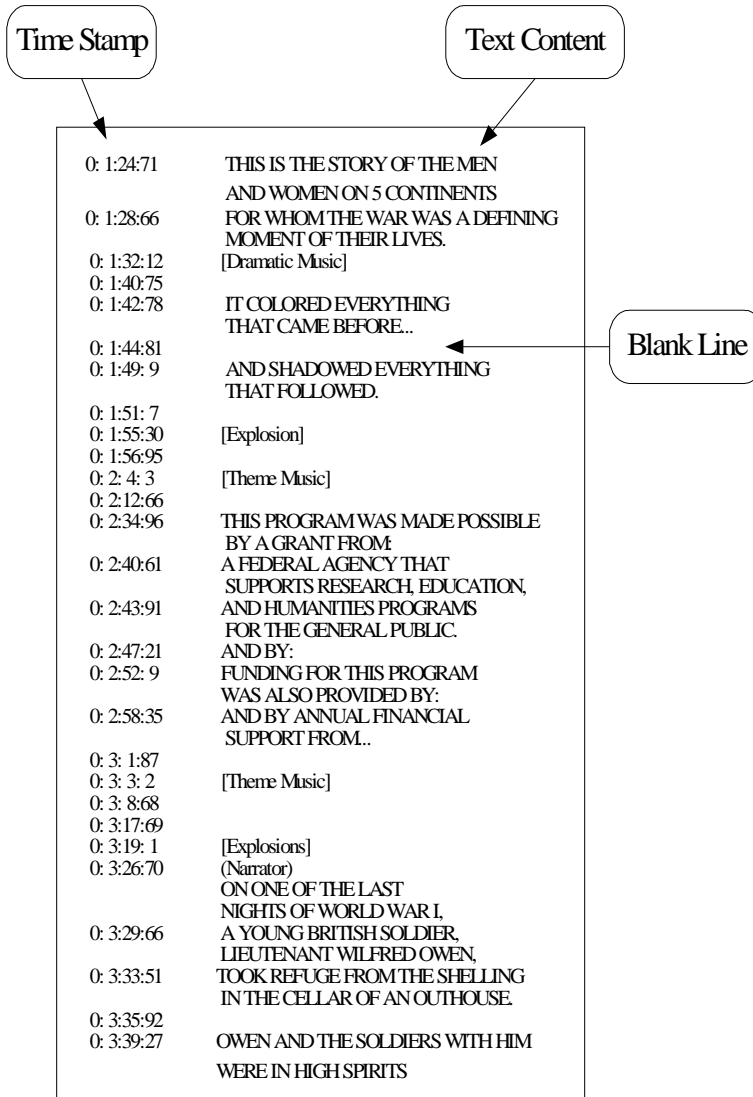 Time Stamp
Text Content
0: 1:24:71 THIS IS THE STORY OF THE MEN
AND WOMEN ON 5 CONTINENTS
0: 1:28:66 FOR WHOM THE WAR WAS A DEFINING
MOMENT OF THEIR LIVES.
0: 1:32:12 [Dramatic Music]
0: 1:40:75
0: 1:42:78 IT COLORED EVERYTHING
THAT CAME BEFORE...
Blank Line
0: 1:44:81
0: 1:49: 9 AND SHADOWED EVERYTHING
THAT FOLLOWED.
0: 1:51: 7
0: 1:55:30 [Explosion]
0: 1:56:95
0: 2: 4: 3 [Theme Music]
0: 2:12:66
0: 2:34:96 THIS PROGRAM WAS MADE POSSIBLE
BY A GRANT FROM:
0: 2:40:61 A FEDERAL AGENCY THAT
SUPPORTS RESEARCH, EDUCATION,
0: 2:43:91 AND HUMANITIES PROGRAMS
FOR THE GENERAL PUBLIC.
0: 2:47:21 AND BY:
0: 2:52: 9 FUNDING FOR THIS PROGRAM
WAS ALSO PROVIDED BY:
0: 2:58:35 AND BY ANNUAL FINANCIAL
SUPPORT FROM...
0: 3: 1:87
0: 3: 3: 2 [Theme Music]
0: 3: 8:68
0: 3:17:69
0: 3:19: 1 [Explosions]
0: 3:26:70 (Narrator)
ON ONE OF THE LAST
NIGHTS OF WORLD WAR I,
0: 3:29:66 A YOUNG BRITISH SOLDIER,
LIEUTENANT WILFRED OWEN,
0: 3:33:51 TOOK REFUGE FROM THE SHELLING
IN THE CELLAR OF AN OUTHOUSE.
0: 3:35:92
0: 3:39:27 OWEN AND THE SOLDIERS WITH HIM
WERE IN HIGH SPIRITS